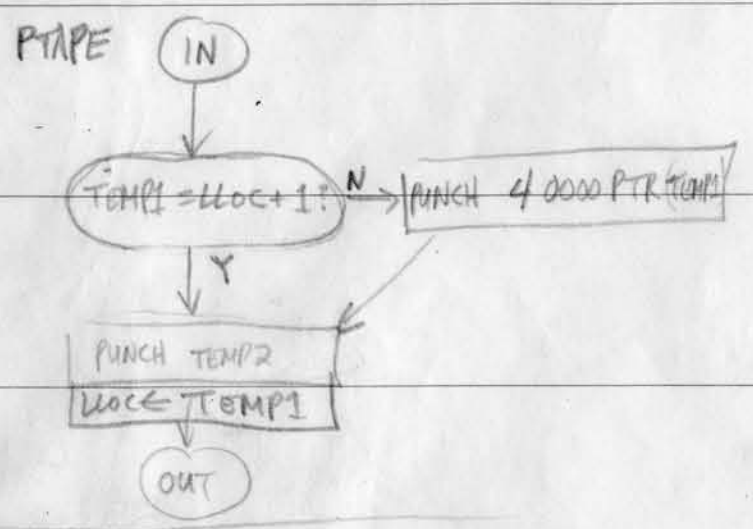 PTAPE
IN
TEMP1 = LLOC + 1?
N
PUNCH 4 0000 PTR (TEMP1)
Y
PUNCH TEMP2
LLOC ← TEMP1
OUT